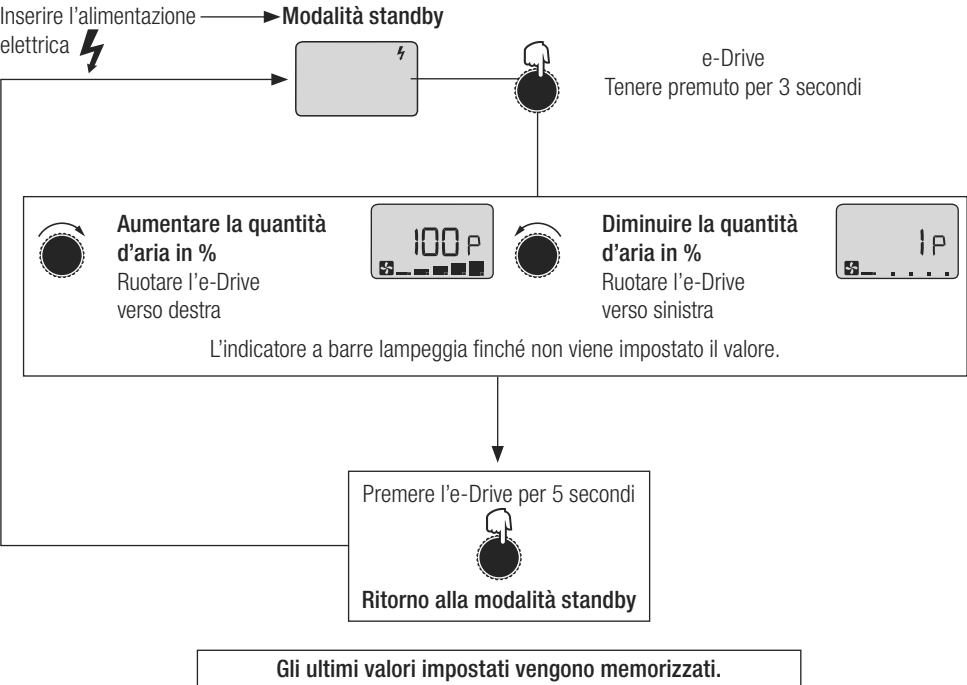 Inserire l'alimentazione
elettrica
Modalità standby
e-Drive
Tenere premuto per 3 secondi
Aumentare la quantità
d'aria in %
Ruotare l'e-Drive
verso destra
100 P
Diminuire la quantità
d'aria in %
Ruotare l'e-Drive
verso sinistra
1 P
L'indicatore a barre lampeggia finché non viene impostato il valore.
Premere l'e-Drive per 5 secondi
Ritorno alla modalità standby
Gli ultimi valori impostati vengono memorizzati.